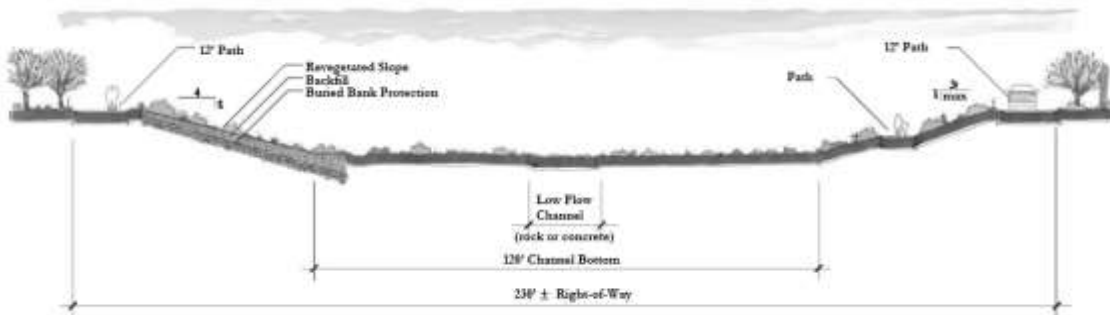 12' Path
12' Path
Revegetated Slope
Backfill
Buried Bank Protection
4
1
Path
3
1 max
Low Flow
Channel
(rock or concrete)
120' Channel Bottom
230' ± Right-of-Way